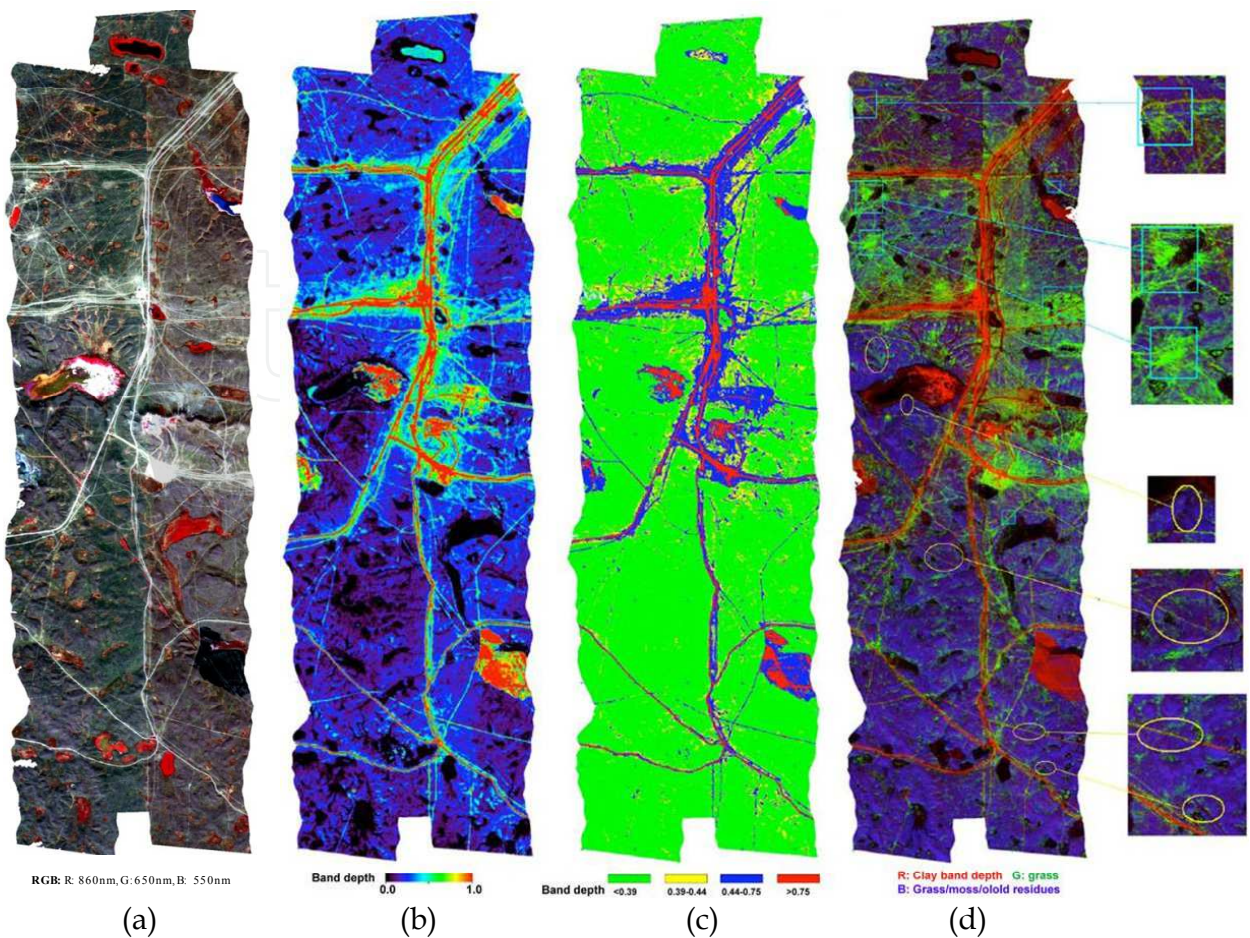 RGB: R: 860nm, G:650nm, B: 550nm
Band depth
0.0 1.0
Band depth
<0.39 0.39-0.44 0.44-0.75 >0.75
R: Clay band depth G: grass
B: Grass/moss/olold residues
(a) (b) (c) (d)